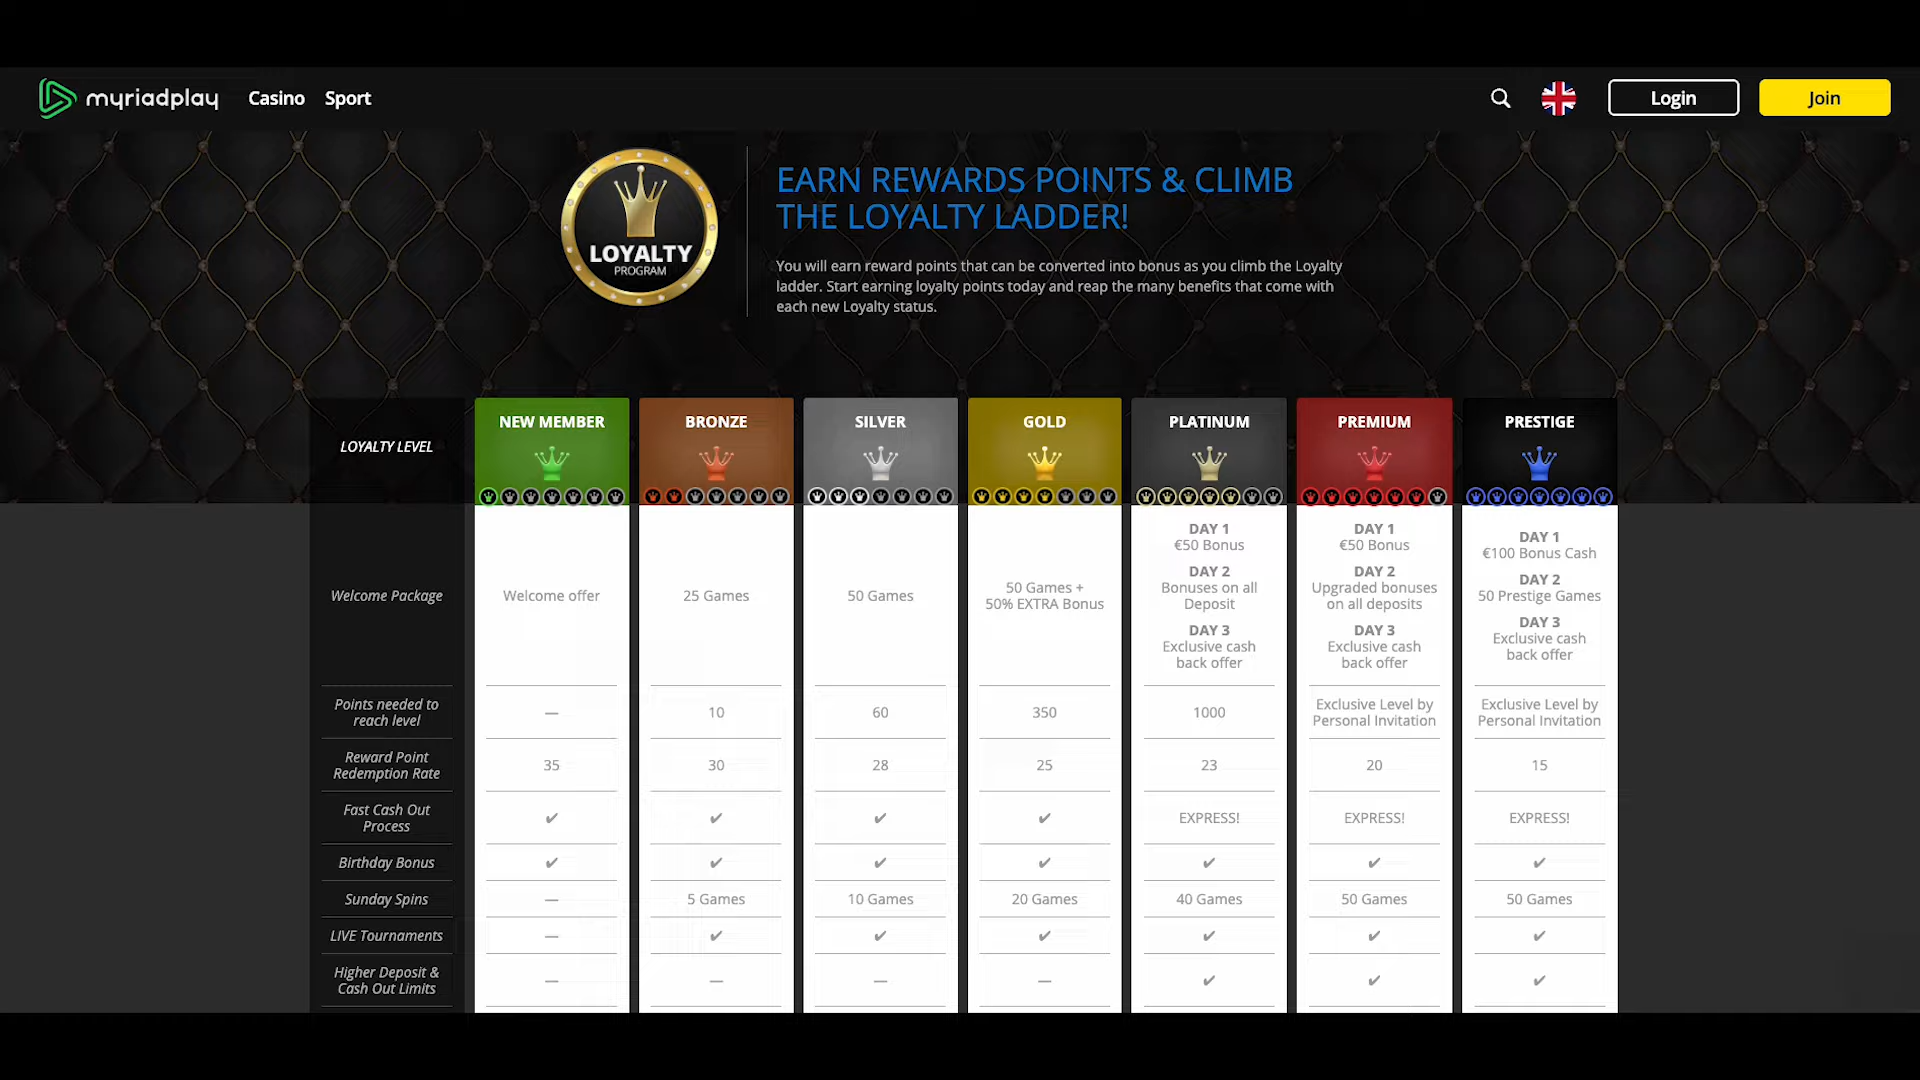 myriadplay Casino Sport Login Join
LOYALTY
PROGRAM
EARN REWARDS POINTS & CLIMB
THE LOYALTY LADDER!
You will earn reward points that can be converted into bonus as you climb the Loyalty
ladder. Start earning loyalty points today and reap the many benefits that come with
each new Loyalty status.
LOYALTY LEVEL NEW MEMBER BRONZE SILVER GOLD PLATINUM PREMIUM PRESTIGE
Welcome Package
Welcome offer
25 Games
50 Games
50 Games +
50% EXTRA Bonus
DAY 1
€50 Bonus
DAY 2
Bonuses on all
Deposit
DAY 3
Exclusive cash
back offer
DAY 1
€50 Bonus
DAY 2
Upgraded bonuses
on all deposits
DAY 3
Exclusive cash
back offer
DAY 1
€100 Bonus Cash
DAY 2
50 Prestige Games
DAY 3
Exclusive cash
back offer
Points needed to
reach level
— 10 60 350 1000
Exclusive Level by
Personal Invitation
Exclusive Level by
Personal Invitation
Reward Point
Redemption Rate
35 30 28 25 23 20 15
Fast Cash Out
Process
✔ ✔ ✔ ✔ EXPRESS! EXPRESS! EXPRESS!
Birthday Bonus ✔ ✔ ✔ ✔ ✔ ✔ ✔
Sunday Spins — 5 Games 10 Games 20 Games 40 Games 50 Games 50 Games
LIVE Tournaments — ✔ ✔ ✔ ✔ ✔ ✔
Higher Deposit &
Cash Out Limits
— — — — ✔ ✔ ✔